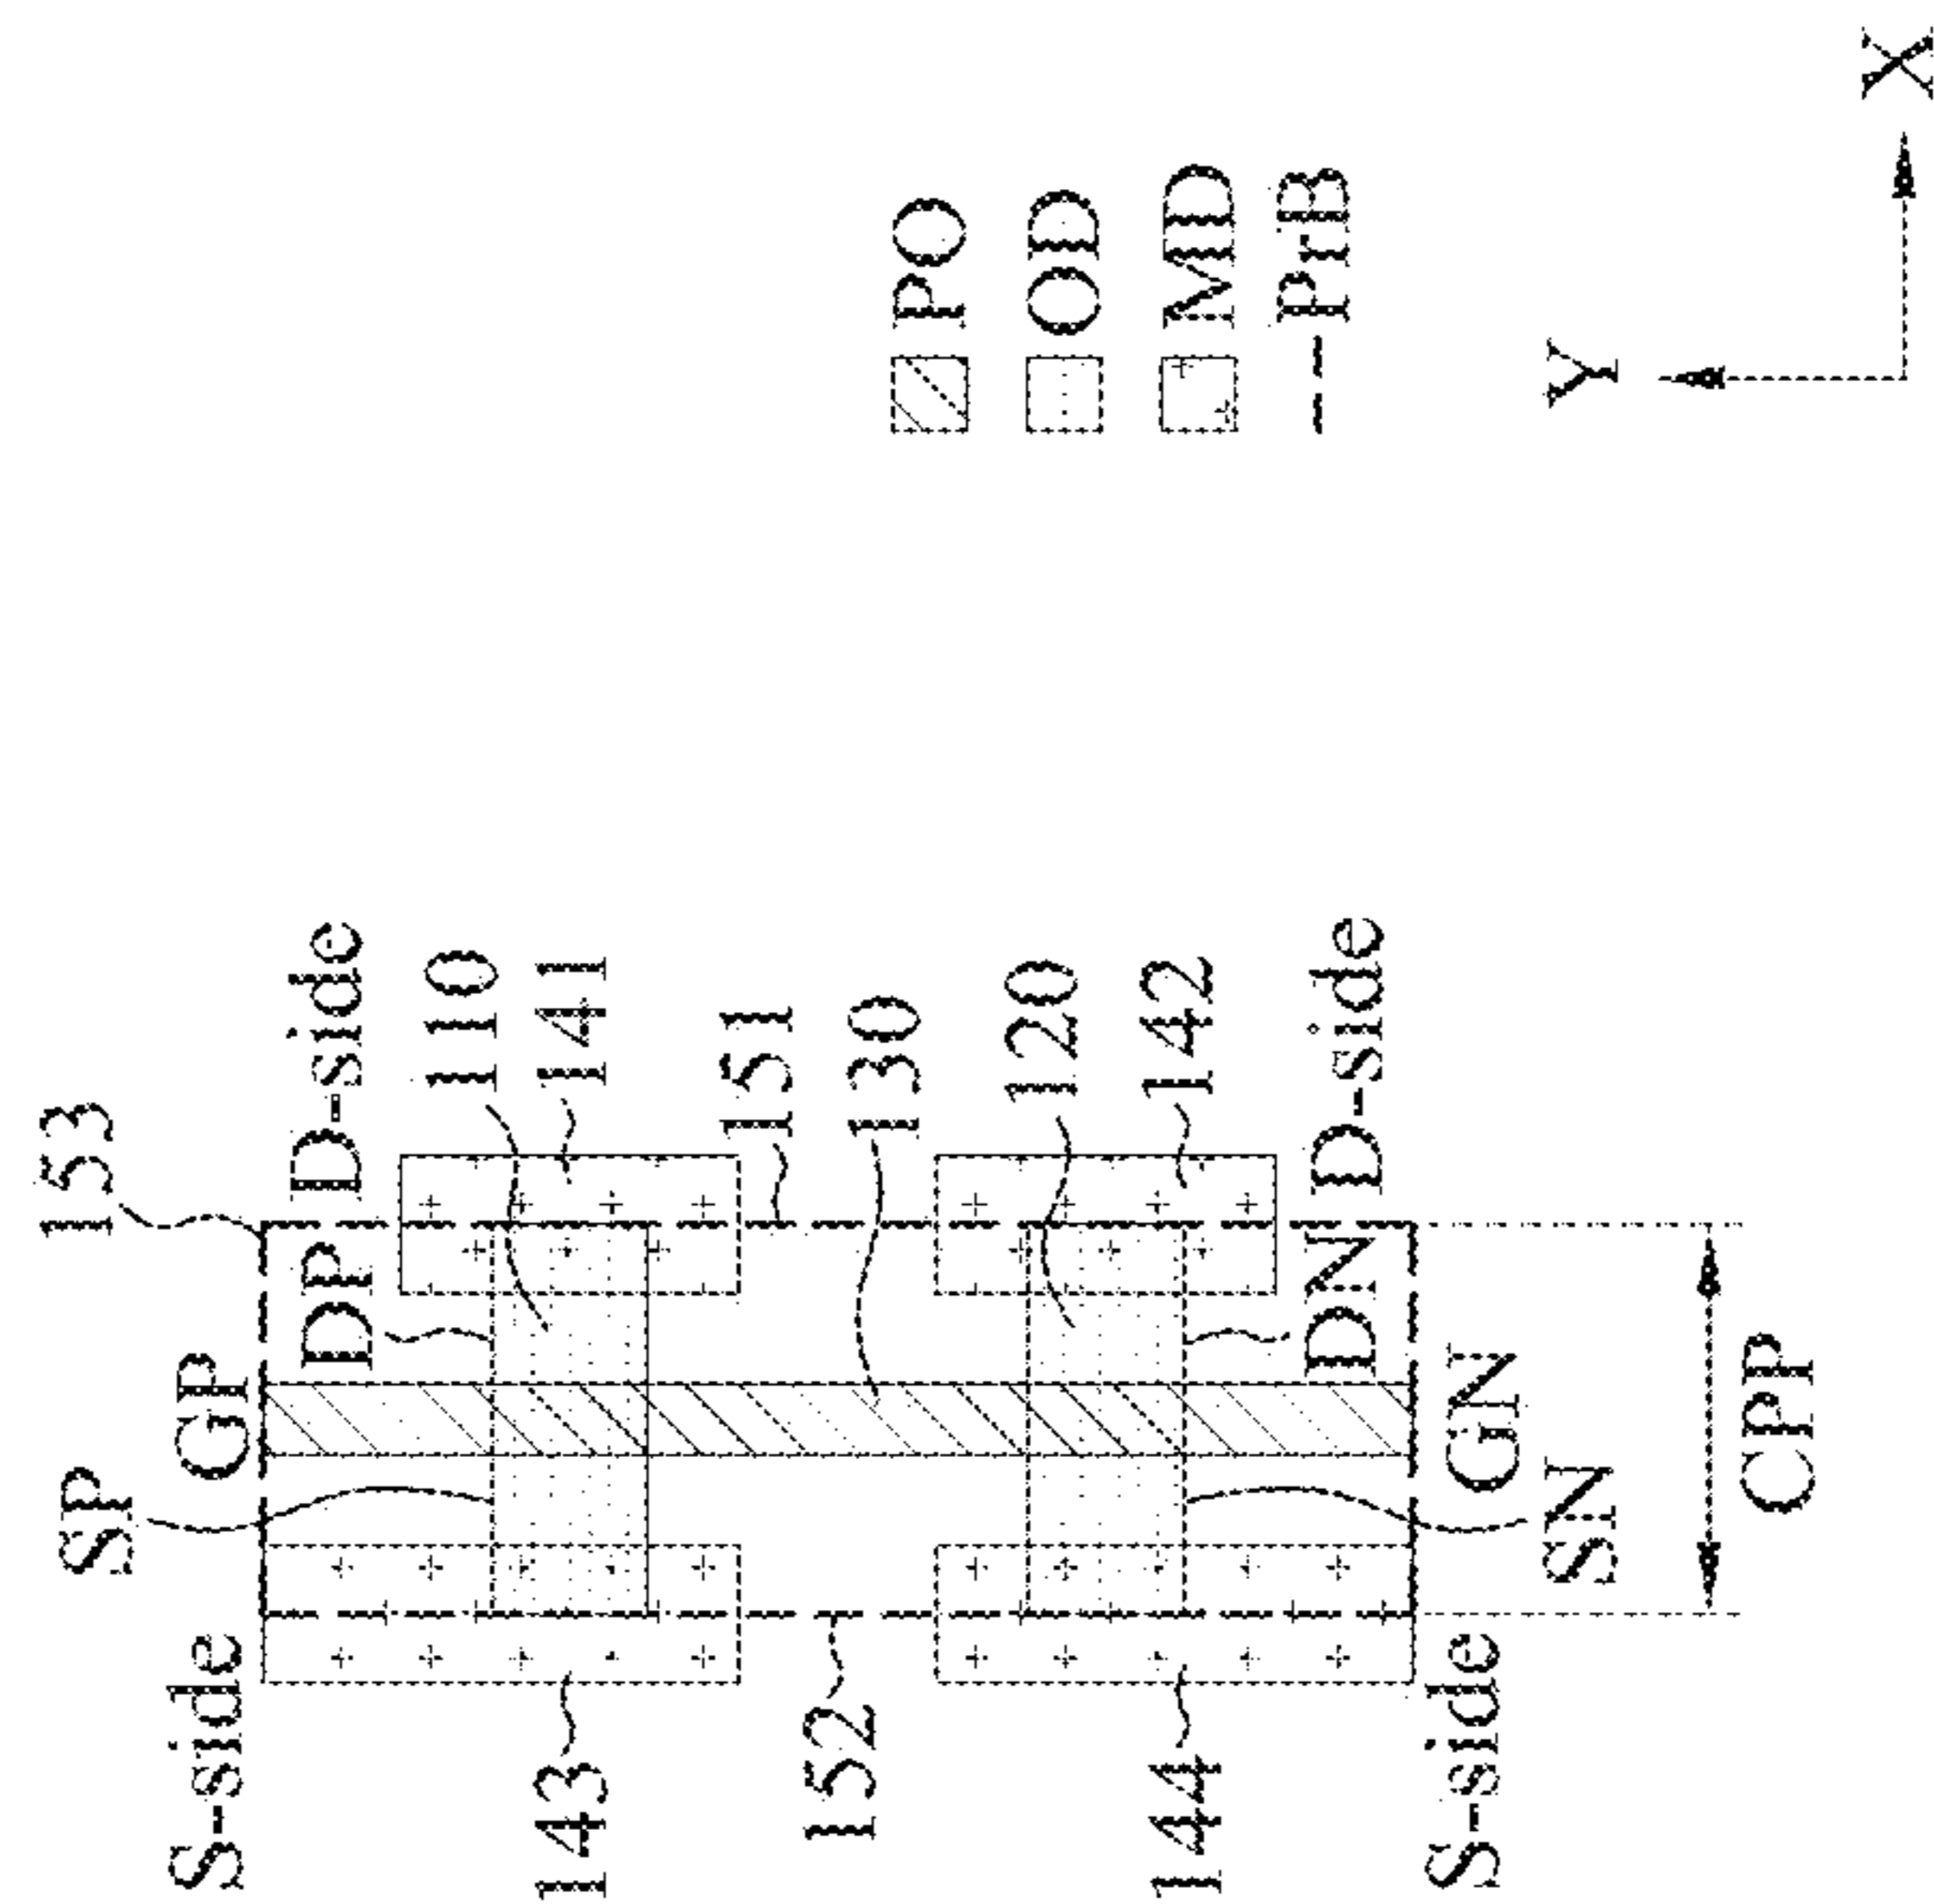 SP
153
S-side
GP
DP
D-side
110
143
141
151
152
130
120
144
142
DN
D-side
S-side
GN
SN
CPP
PO
OD
MD
PrB
Y
X